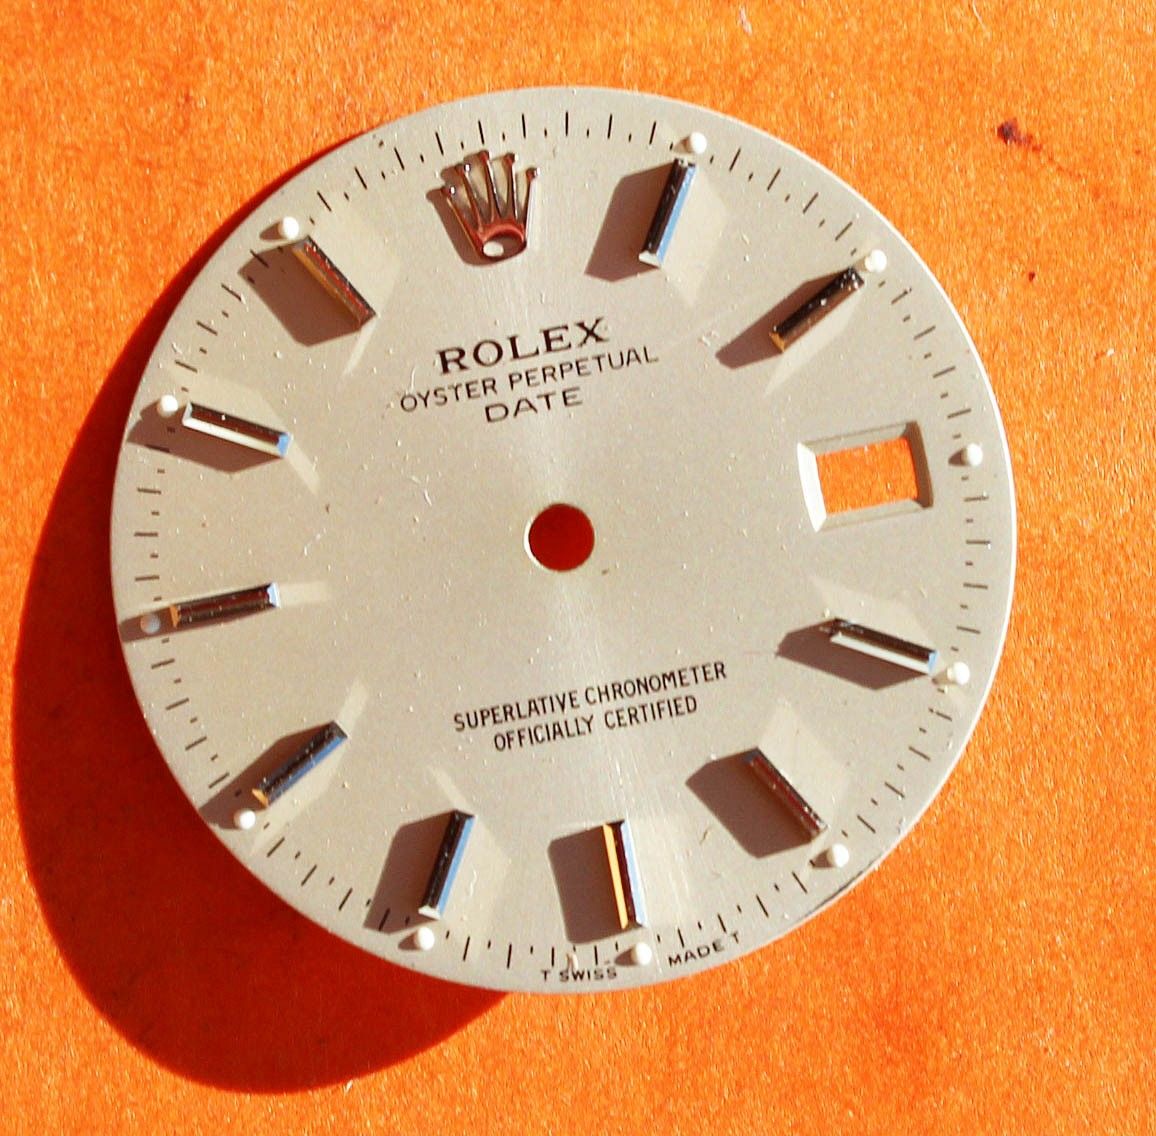 ROLEX
OYSTER PERPETUAL
DATE
SUPERLATIVE CHRONOMETER
OFFICIALLY CERTIFIED
T SWISS MADE T